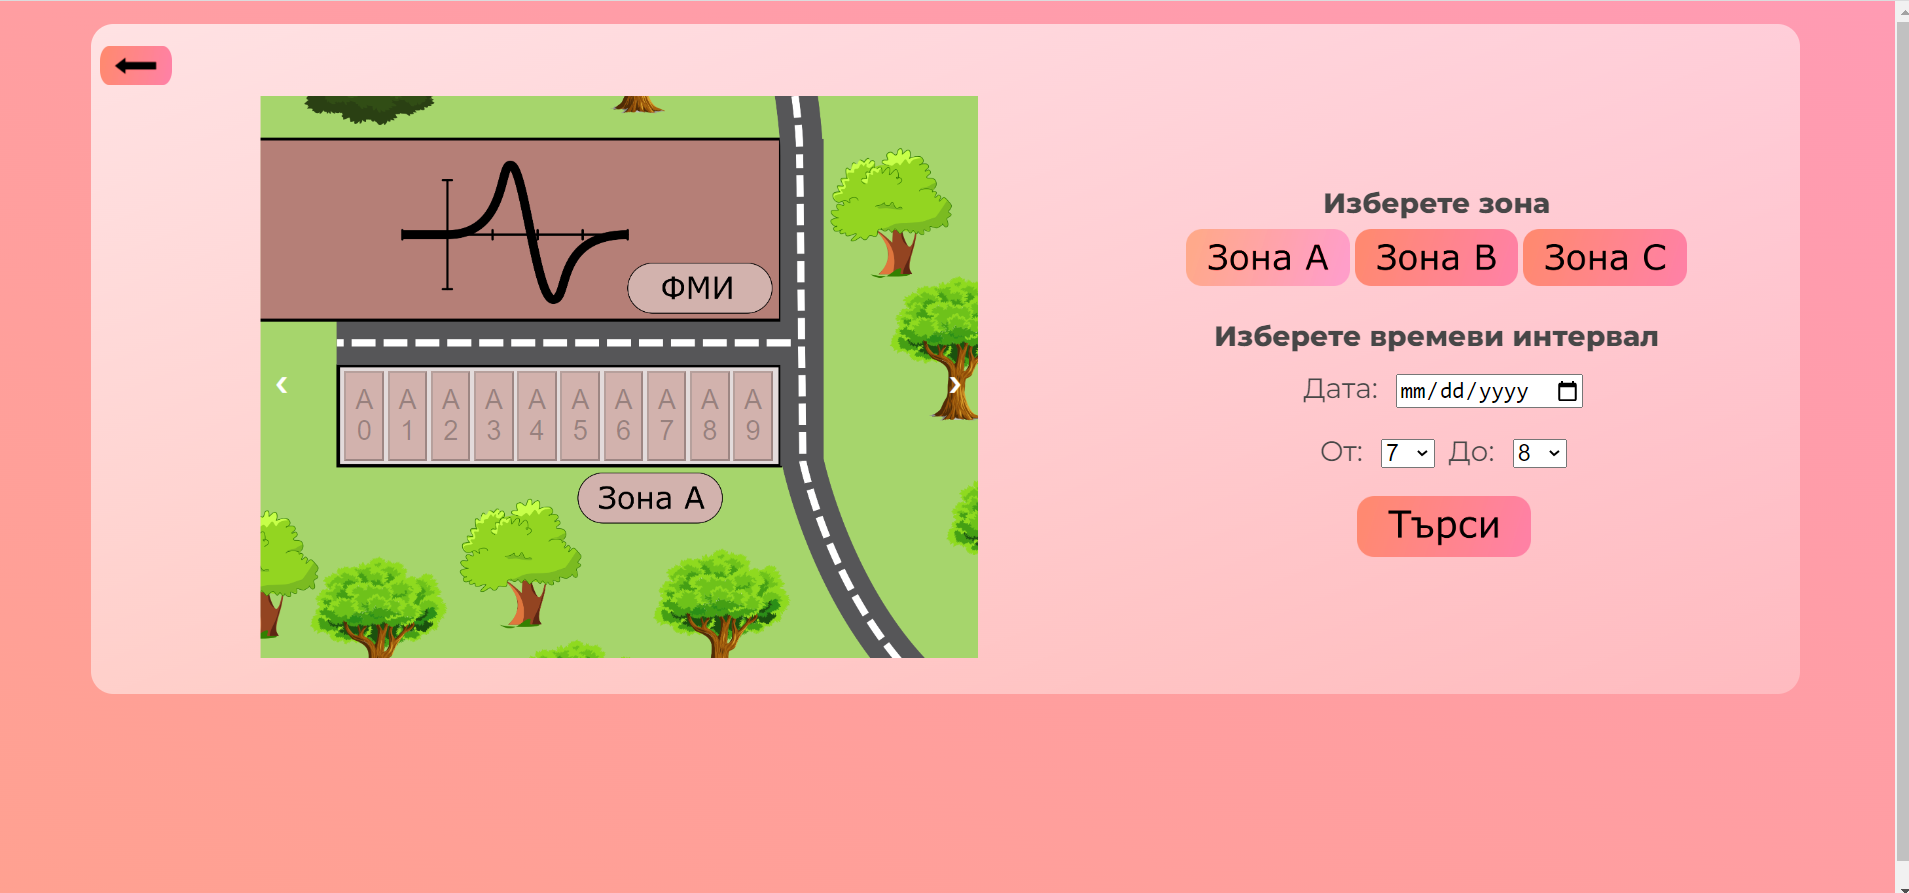 ФМИ
A A A A A A A A A A
0 1 2 3 4 5 6 7 8 9
Зона А
Изберете зона
Зона А Зона B Зона C
Изберете времеви интервал
Дата: mm/dd/yyyy
От: 7 До: 8
Търси